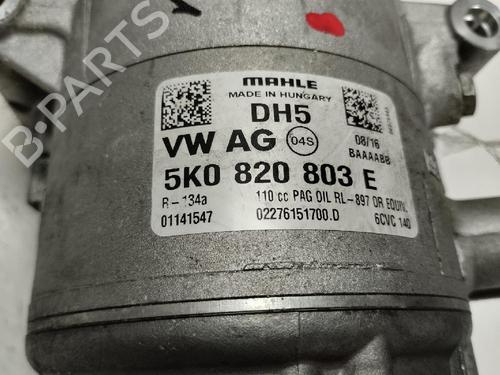 B-PARTS
MAHLE
MADE IN HUNGARY
DH5
VW AG 04S 08/16
BAAAABB
5K0 820 803 E
R-134a 110 cc PAG OIL RL-897 OR EQUIV.
01141547 02276151700.D 6CVC 140